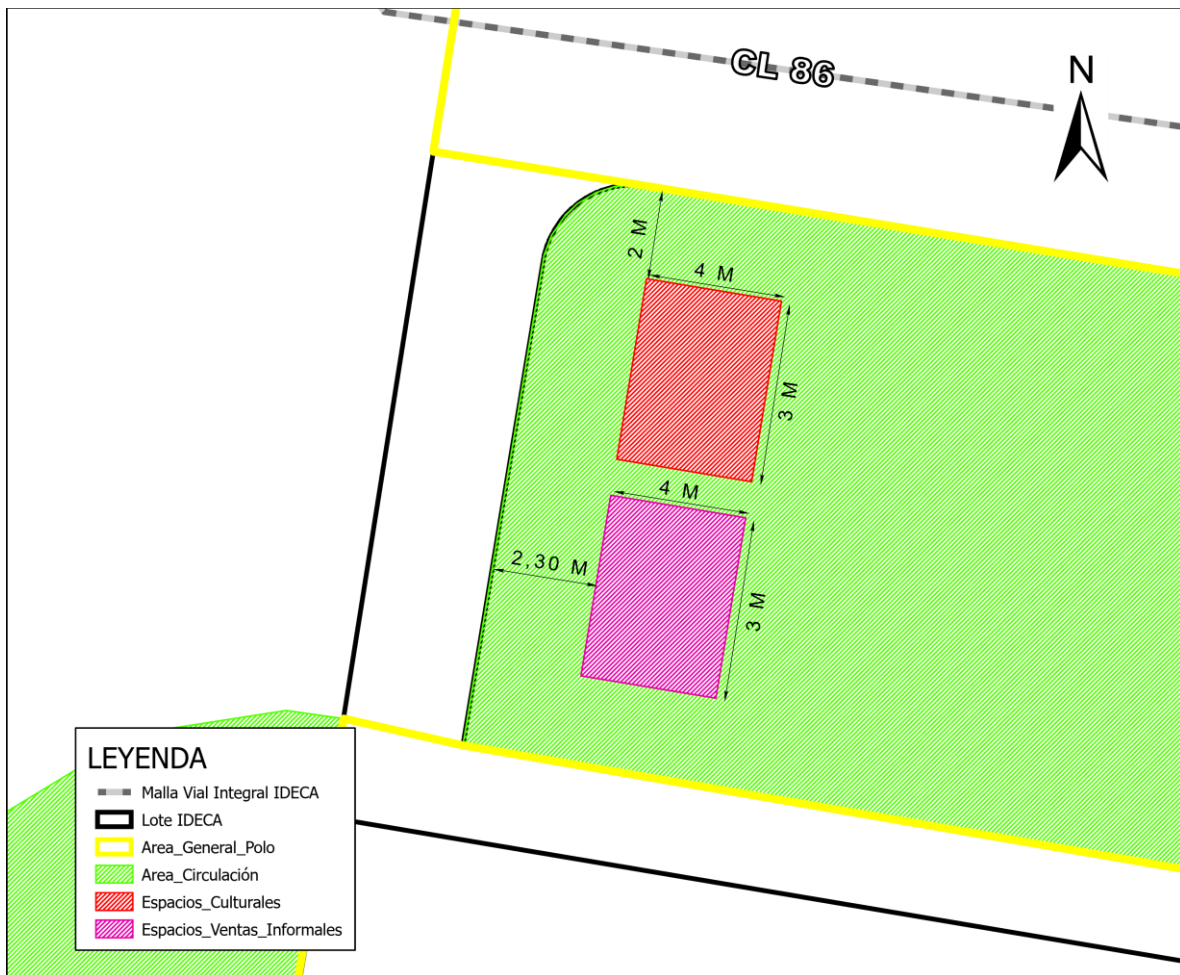 CL 86
N
2 M
4 M
3 M
4 M
2,30 M
3 M
LEYENDA
Malla Vial Integral IDECA
Lote IDECA
Area_General_Polo
Area_Circulación
Espacios_Culturales
Espacios_Ventas_Informales